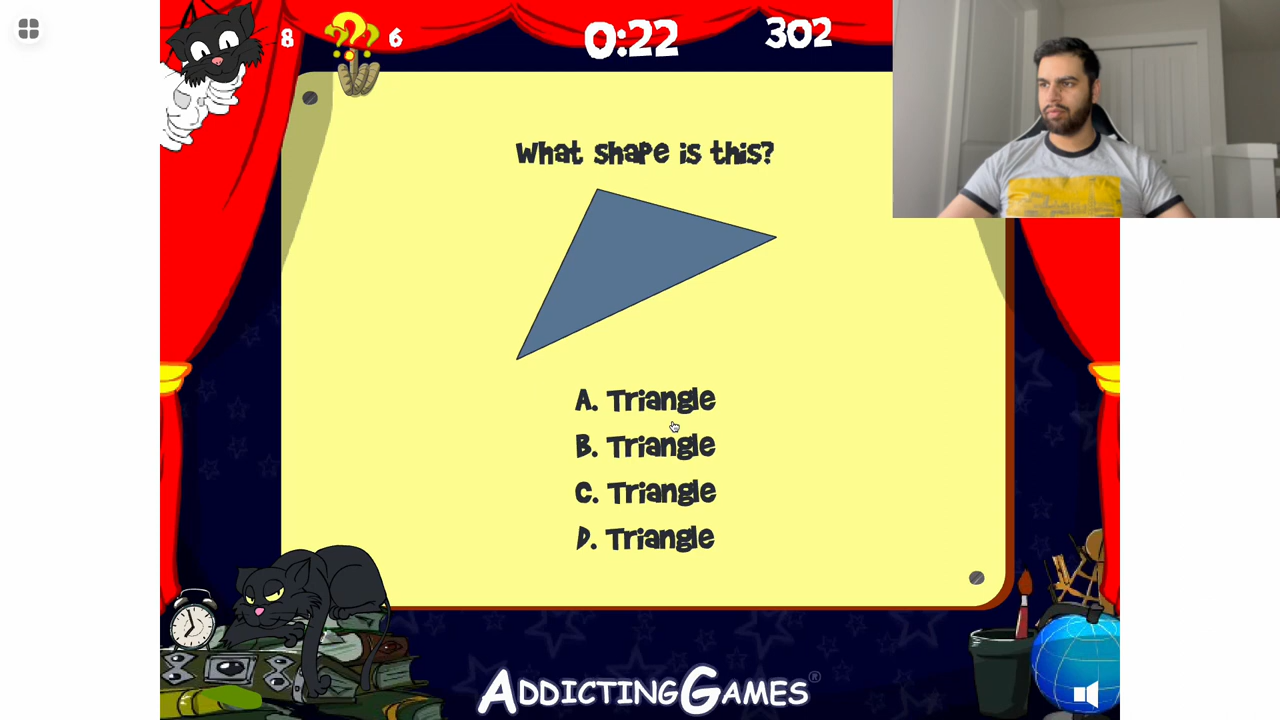 8
6
0:22
302
What shape is this?
A. Triangle
B. Triangle
C. Triangle
D. Triangle
ADDICTINGGAMES®